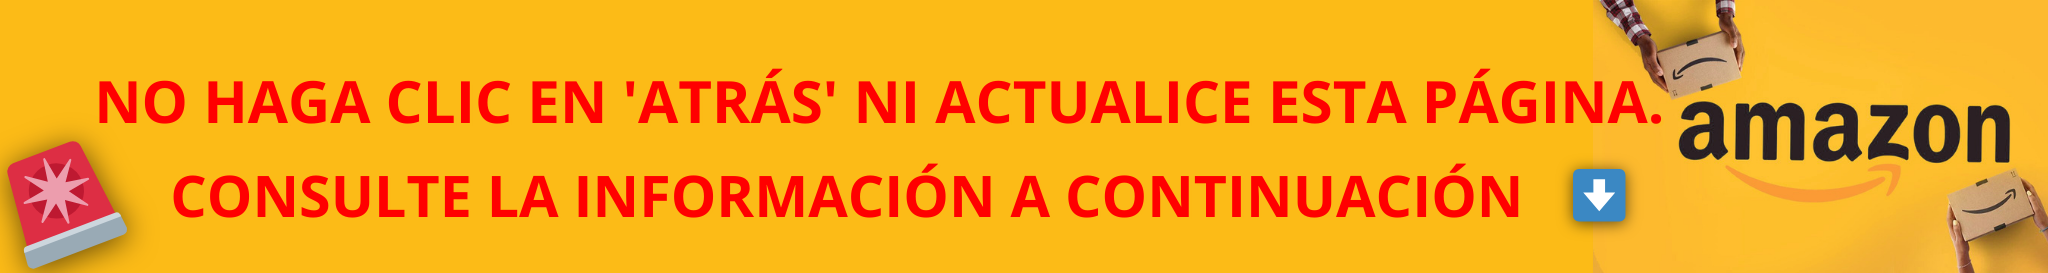 NO HAGA CLIC EN 'ATRÁS' NI ACTUALICE ESTA PÁGINA.
CONSULTE LA INFORMACIÓN A CONTINUACIÓN
amazon